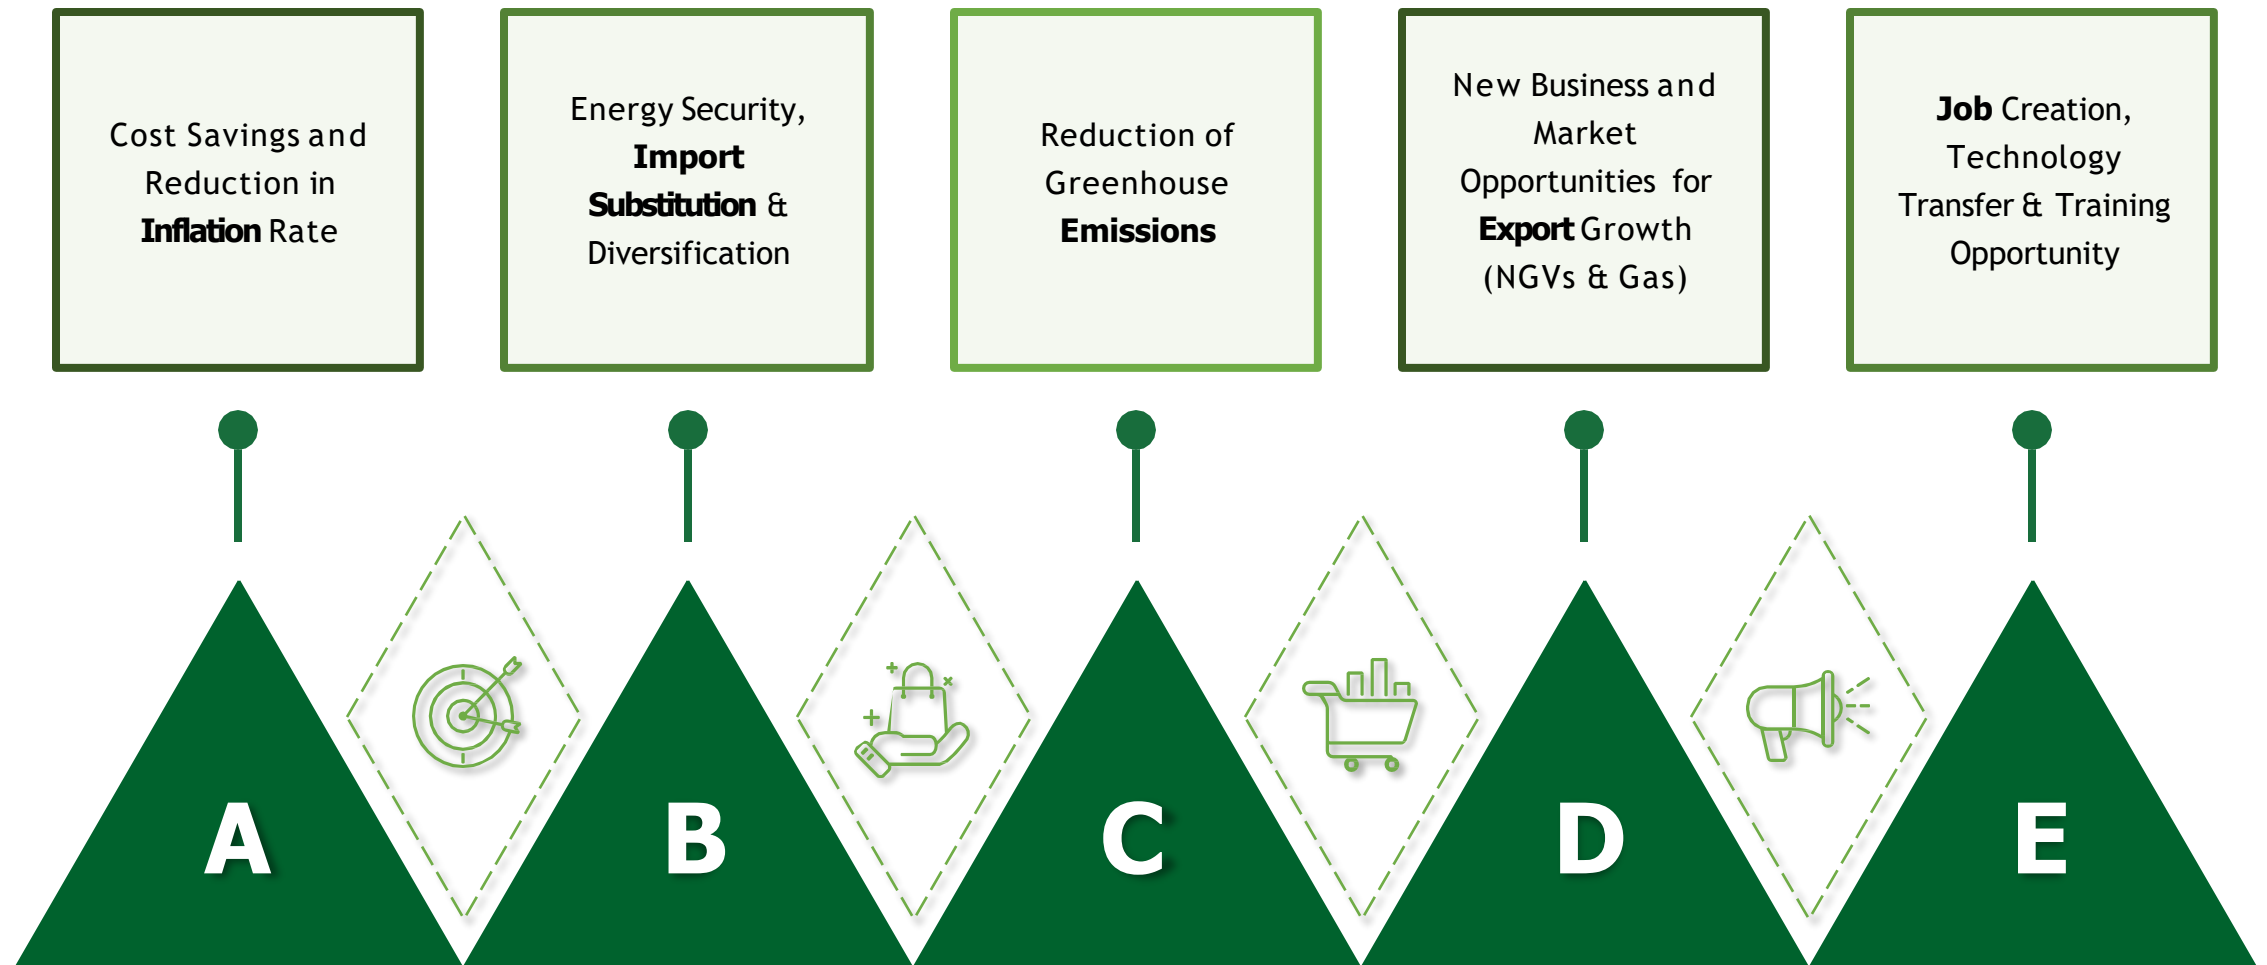 Cost Savings and
Reduction in
Inflation Rate
Energy Security,
Import
Substitution &
Diversification
Reduction of
Greenhouse
Emissions
New Business and
Market
Opportunities for
Export Growth
(NGVs & Gas)
Job Creation,
Technology
Transfer & Training
Opportunity
A
B
C
D
E